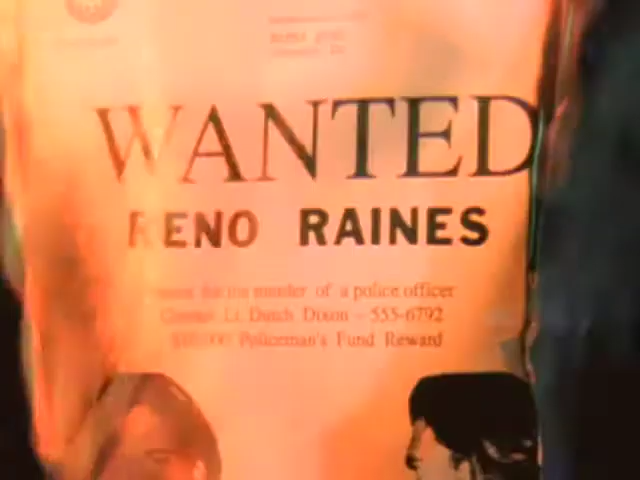 WANTED
RENO RAINES
for the murder of a police officer
Contact Lt. Dutch Dixon - 555-6792
Policeman's Fund Reward